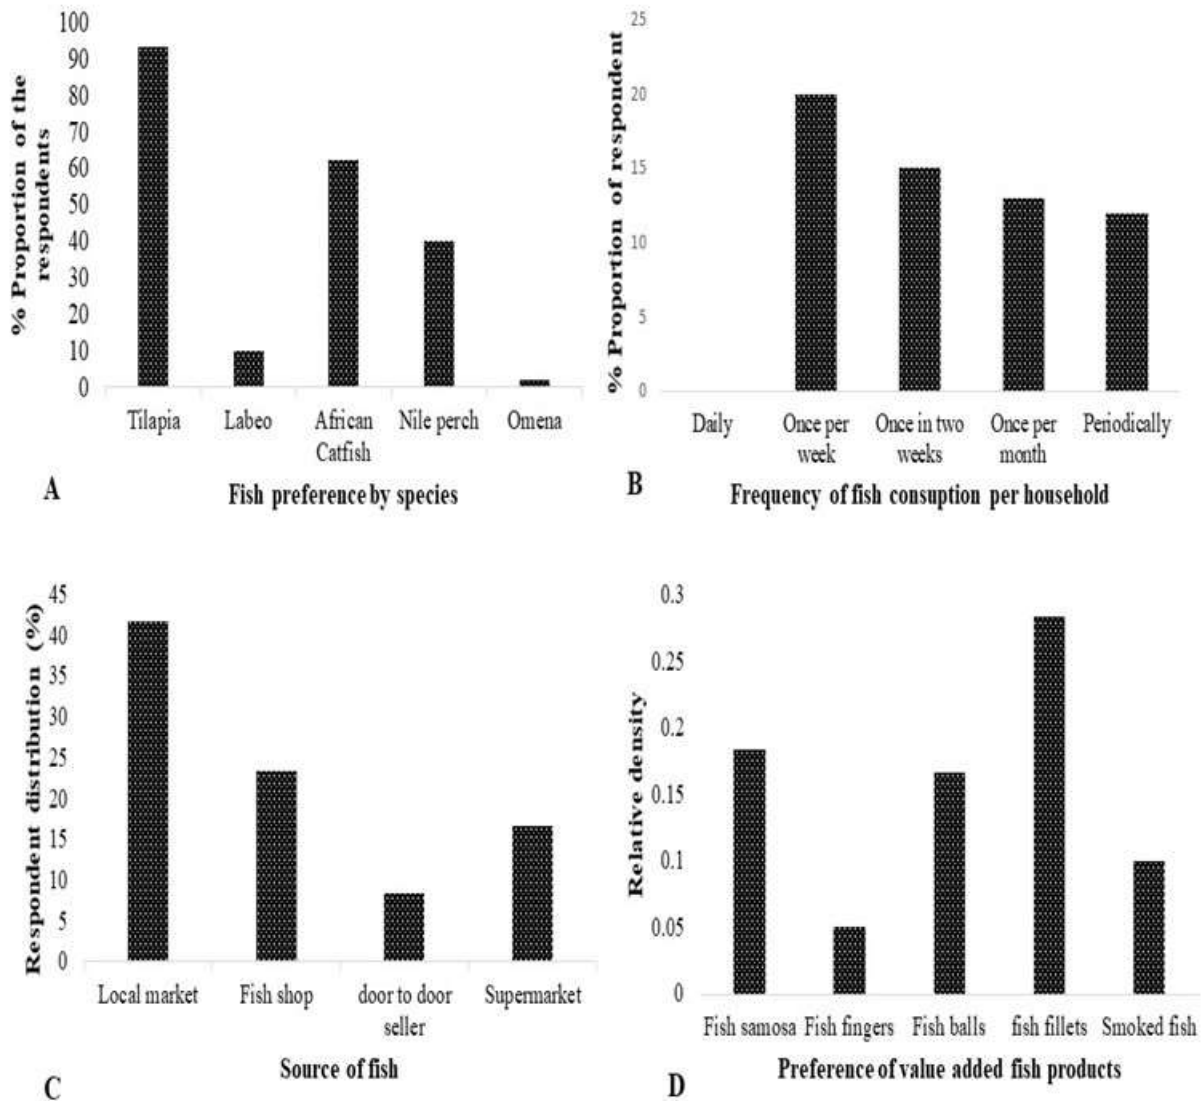 % Proportion of the
respondents
100
90
80
70
60
50
40
30
20
10
0
Tilapia
Labeo
African
Catfish
Nile perch
Omena
A
Fish preference by species
% Proportion of respondent
25
20
15
10
5
0
Daily
Once per
week
Once in two
weeks
Once per
month
Periodically
B
Frequency of fish consuption per household
Respondent distribution (%)
45
40
35
30
25
20
15
10
5
0
Local market
Fish shop
door to door
seller
Supermarket
C
Source of fish
Relative density
0.3
0.25
0.2
0.15
0.1
0.05
0
Fish samosa
Fish fingers
Fish balls
fish fillets
Smoked fish
D
Preference of value added fish products